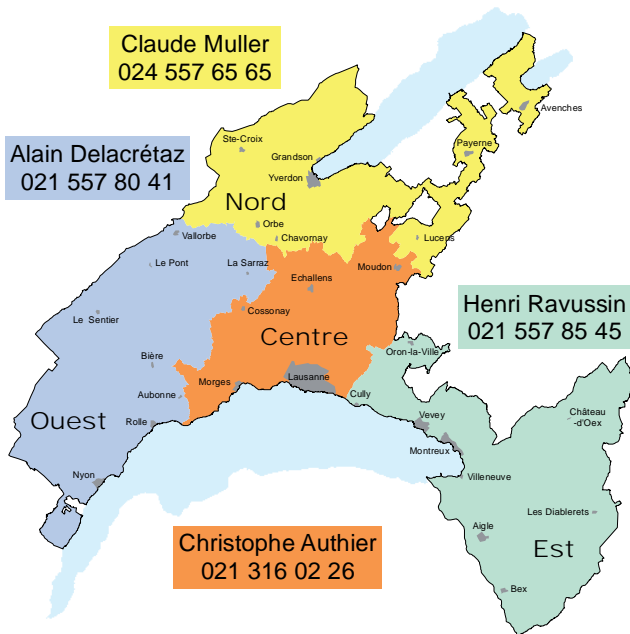 Claude Muller
024 557 65 65
Avenches
Ste-Croix
Payerne
Alain Delacrétaz
021 557 80 41
Grandson
Yverdon
Nord
Orbe
Vallorbe
Chavornay
Lucens
Le Pont
La Sarraz
Moudon
Echallens
Henri Ravussin
021 557 85 45
Le Sentier
Cossonay
Centre
Oron-la-Ville
Bière
Lausanne
Morges
Aubonne
Cully
Ouest
Rolle
Vevey
Château
-d'Oex
Montreux
Nyon
Villeneuve
Les Diablerets
Aigle
Christophe Authier
021 316 02 26
Est
Bex